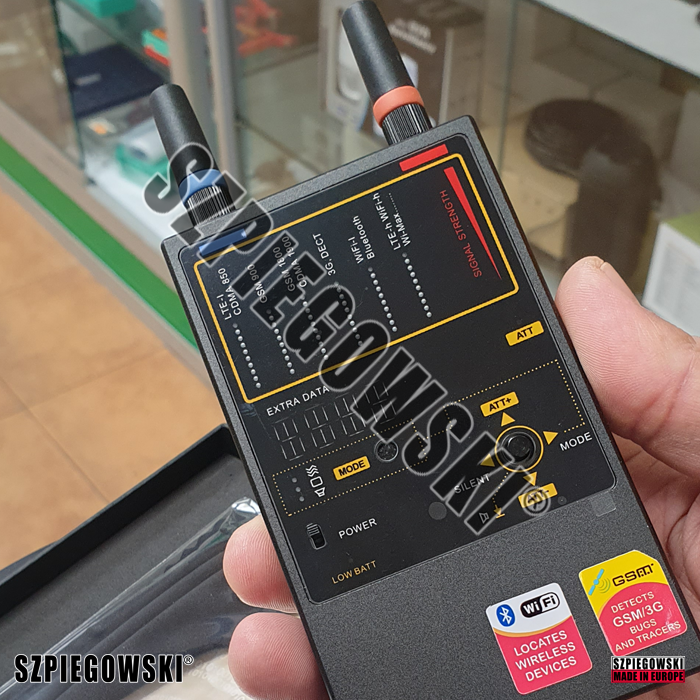 SIGNAL STRENGTH
LTE-l
CDMA 850
GSM 900
GSM 1800
CDMA 1900
3G, DECT
WiFi-l
Bluetooth
LTE-h WiFi-h
Wi-Max
ATT
EXTRA DATA
ATT+
MODE
MODE
SILENT
ATT-
POWER
LOW BATT
SZPIEGOWSKI®
WiFi
LOCATES
WIRELESS
DEVICES
GSM
DETECTS
GSM/3G
BUGS
AND TRACERS
SZPIEGOWSKI®
SZPIEGOWSKI
MADE IN EUROPE